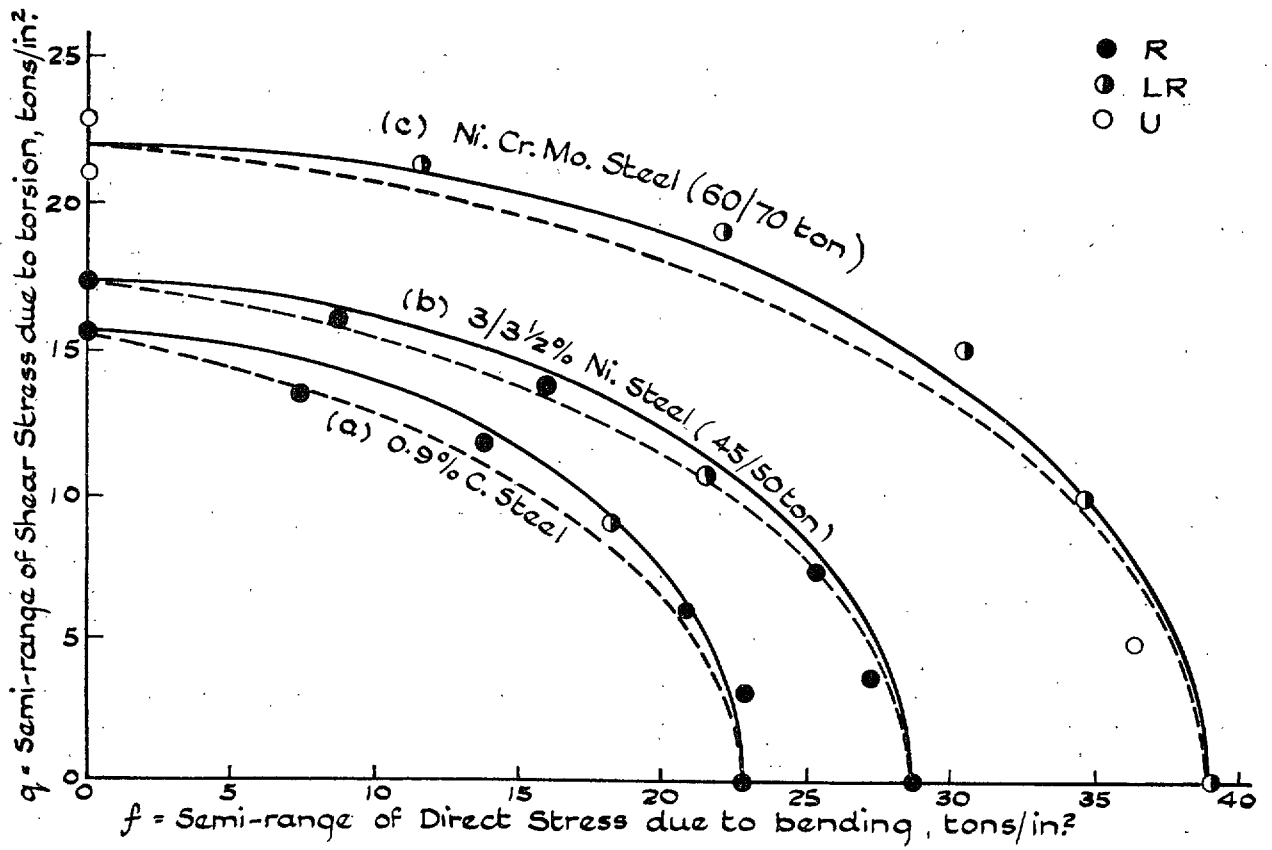 q = Semi-range of Shear Stress due to torsion, tons/in.²
25
20
15
10
5
0
R
LR
U
(c) Ni. Cr. Mo. Steel (60/70 ton)
(b) 3/3½% Ni. Steel (45/50 ton)
(a) 0.9% C. Steel
0 5 10 15 20 25 30 35 40
f = Semi-range of Direct Stress due to bending, tons/in.²